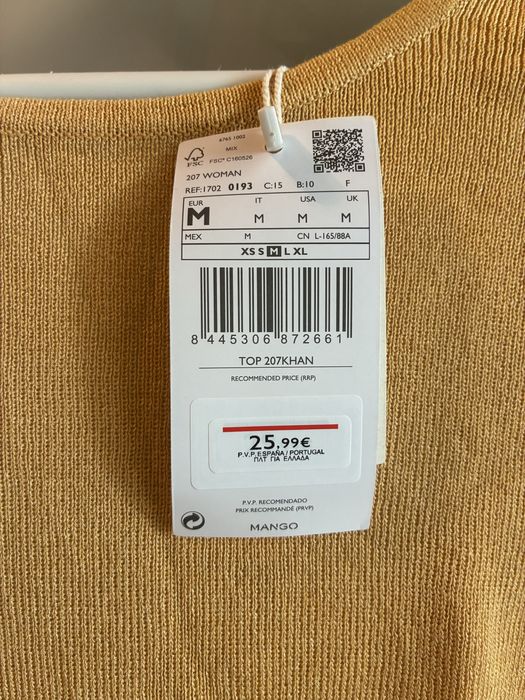 6765 1002
MIX
FSC® C160526
FSC
207 WOMAN
REF:1702 0193 C:15 B:10 F
EUR IT USA UK
M M M M
MEX M CN L-165/88A
XS S M L XL
8 445306 872661
TOP 207KHAN
RECOMMENDED PRICE (RRP)
25,99€
P.V.P. ESPAÑA / PORTUGAL
ΠΛΤ ΓΙΑ ΕΛΛΑΔΑ
P.V.P. RECOMENDADO
PRIX RECOMMANDÉ (PRVP)
MANGO